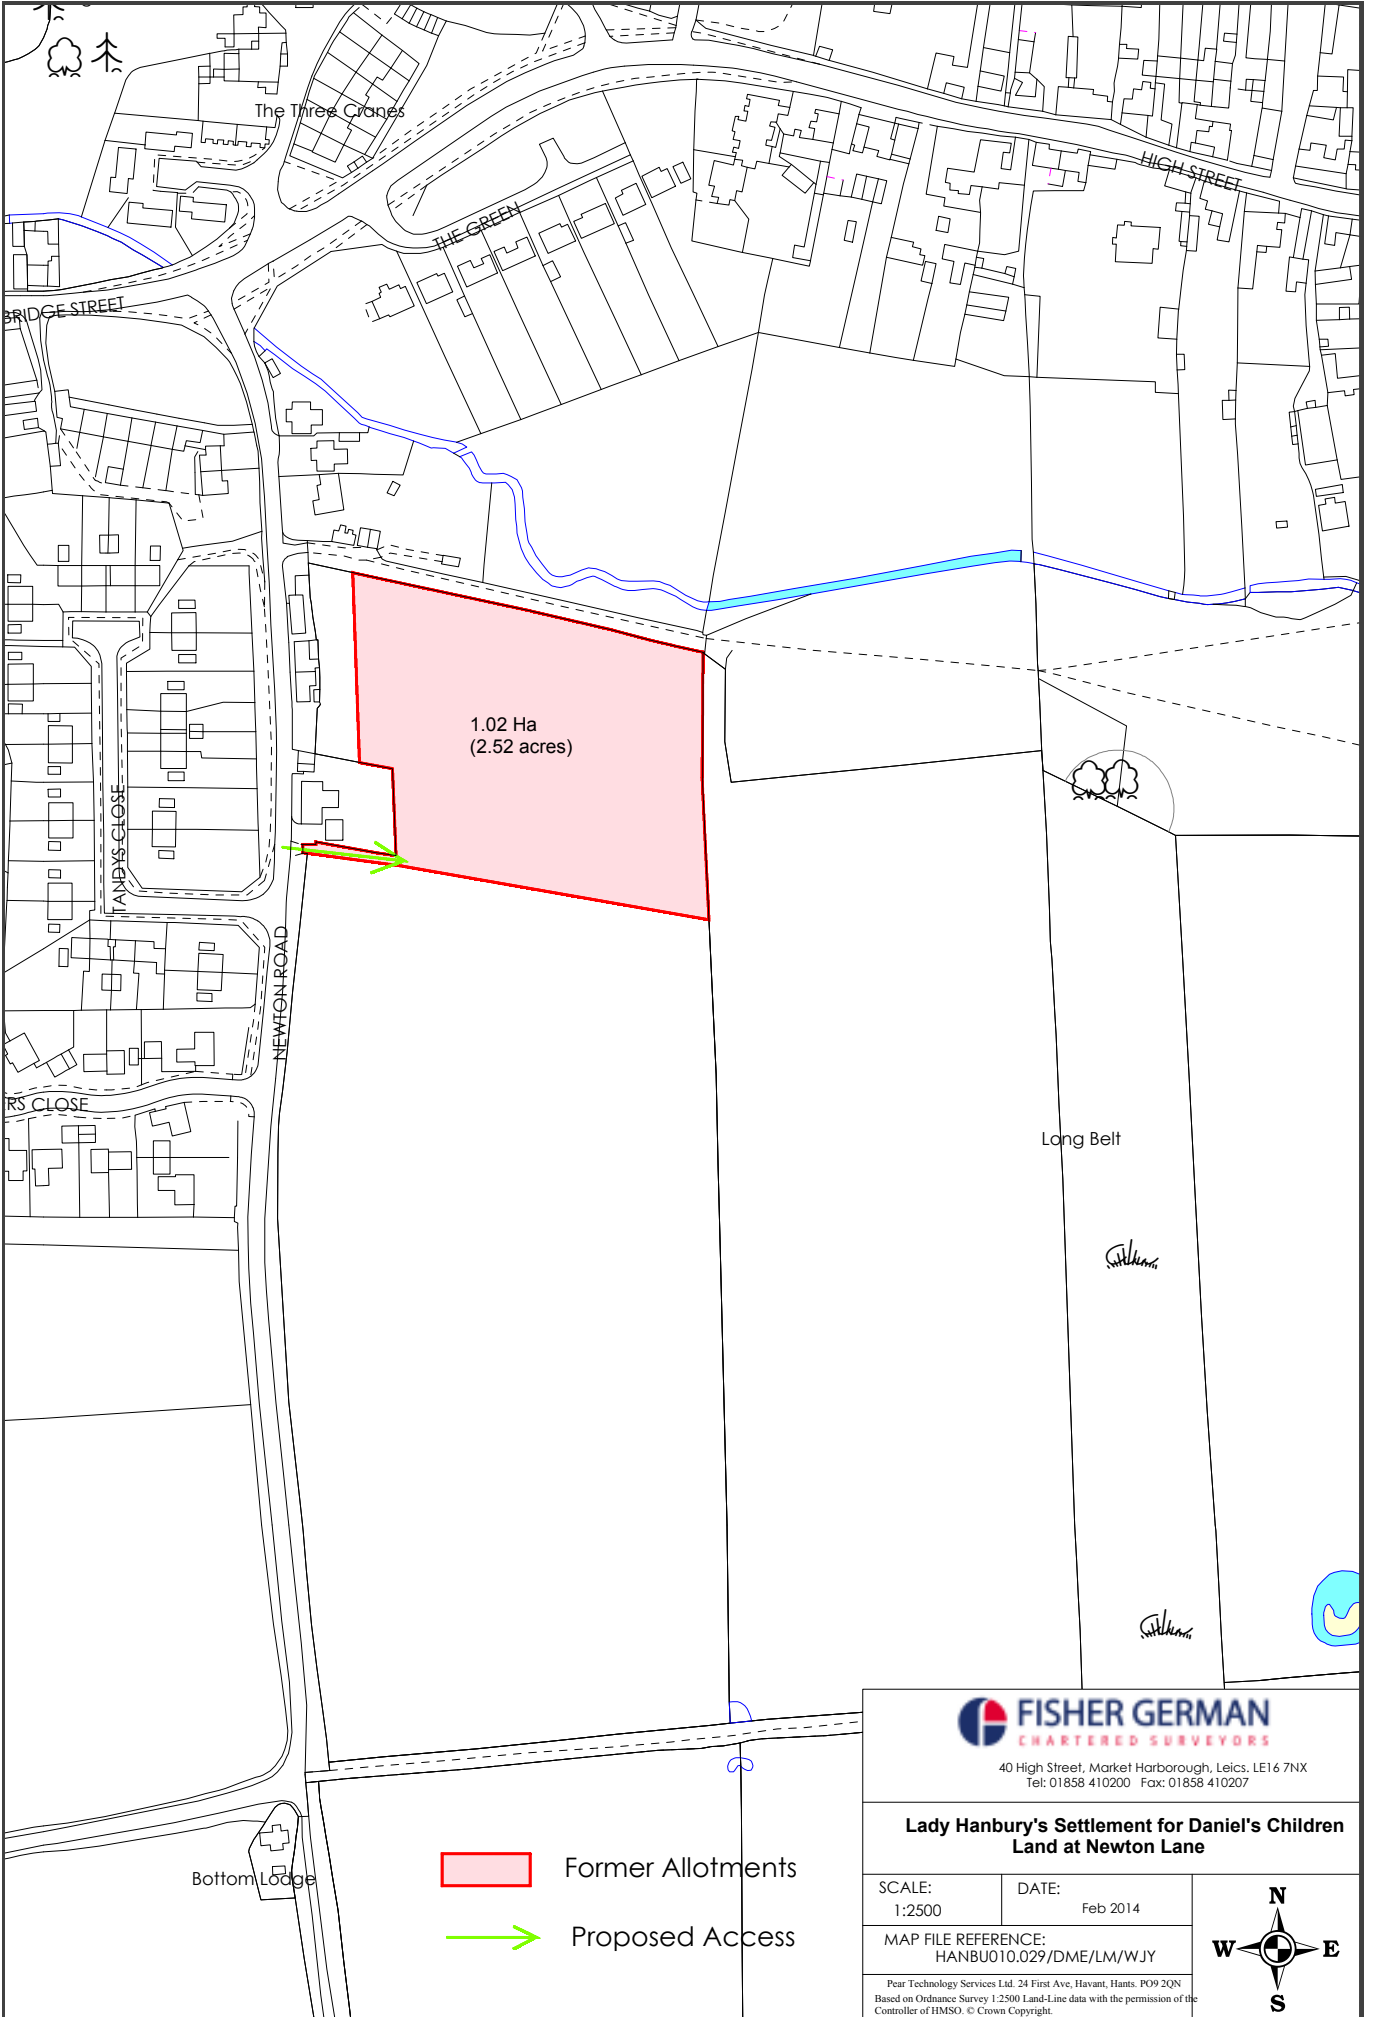 The Three Cranes
HIGH STREET
THE GREEN
BRIDGE STREET
1.02 Ha
(2.52 acres)
TANDYS CLOSE
NEWTON ROAD
RS CLOSE
Long Belt
Bottom Lodge
Former Allotments
Proposed Access
FISHER GERMAN
CHARTERED SURVEYORS
40 High Street, Market Harborough, Leics. LE16 7NX
Tel: 01858 410200 Fax: 01858 410207
Lady Hanbury's Settlement for Daniel's Children
Land at Newton Lane
SCALE:
1:2500
DATE:
Feb 2014
MAP FILE REFERENCE:
HANBU010.029/DME/LM/WJY
Pear Technology Services Ltd. 24 First Ave, Havant, Hants. PO9 2QN
Based on Ordnance Survey 1:2500 Land-Line data with the permission of the
Controller of HMSO. © Crown Copyright.
N
W E
S